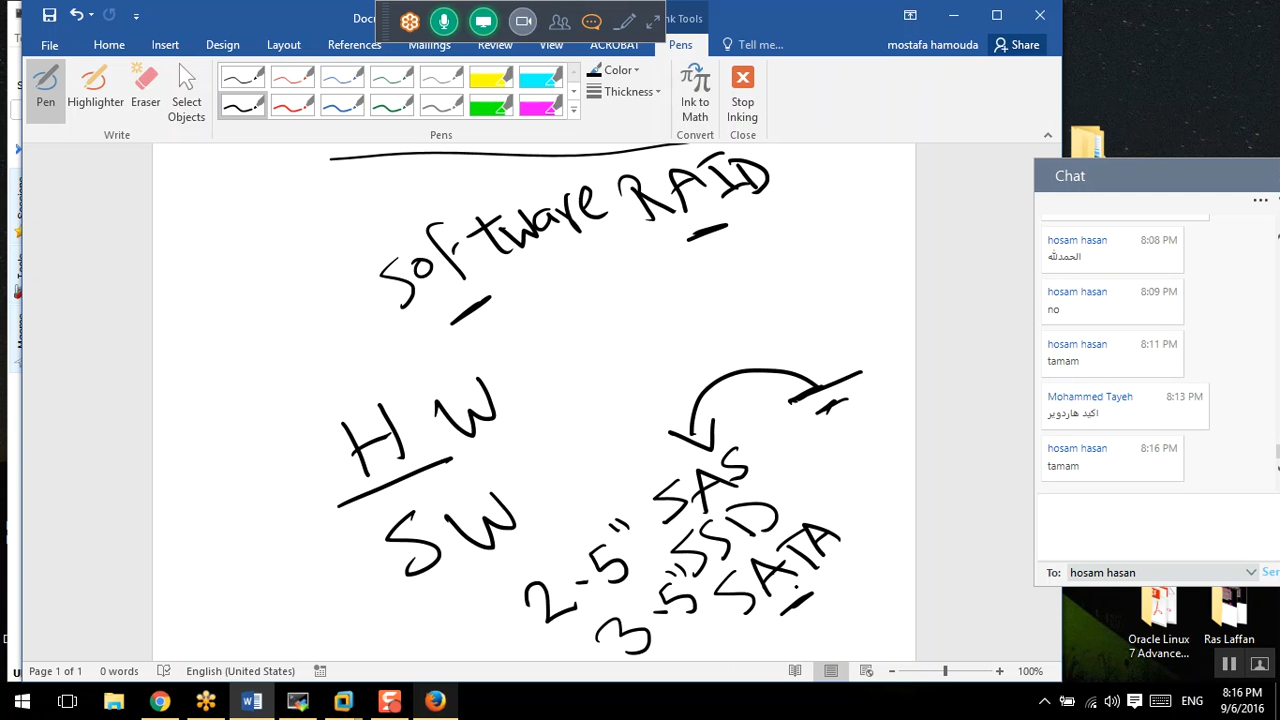 Doc
Ink Tools
File
Home
Insert
Design
Layout
References
Mailings
Review
View
ACROBAT
Pens
Tell me...
mostafa hamouda
Share
Pen
Highlighter
Eraser
Select
Objects
Color
Thickness
Ink to
Math
Stop
Inking
Write
Pens
Convert
Close
Software RAID
HW
SW
SAS
2-5" SSD
3-5" SATA
Chat
hosam hasan 8:08 PM
الحمدلله
hosam hasan 8:09 PM
no
hosam hasan 8:11 PM
tamam
Mohammed Tayeh 8:13 PM
اكيد هاردوير
hosam hasan 8:16 PM
tamam
To: hosam hasan
Oracle Linux
7 Advance...
Ras Laffan
Page 1 of 1
0 words
English (United States)
100%
ENG
8:16 PM
9/6/2016